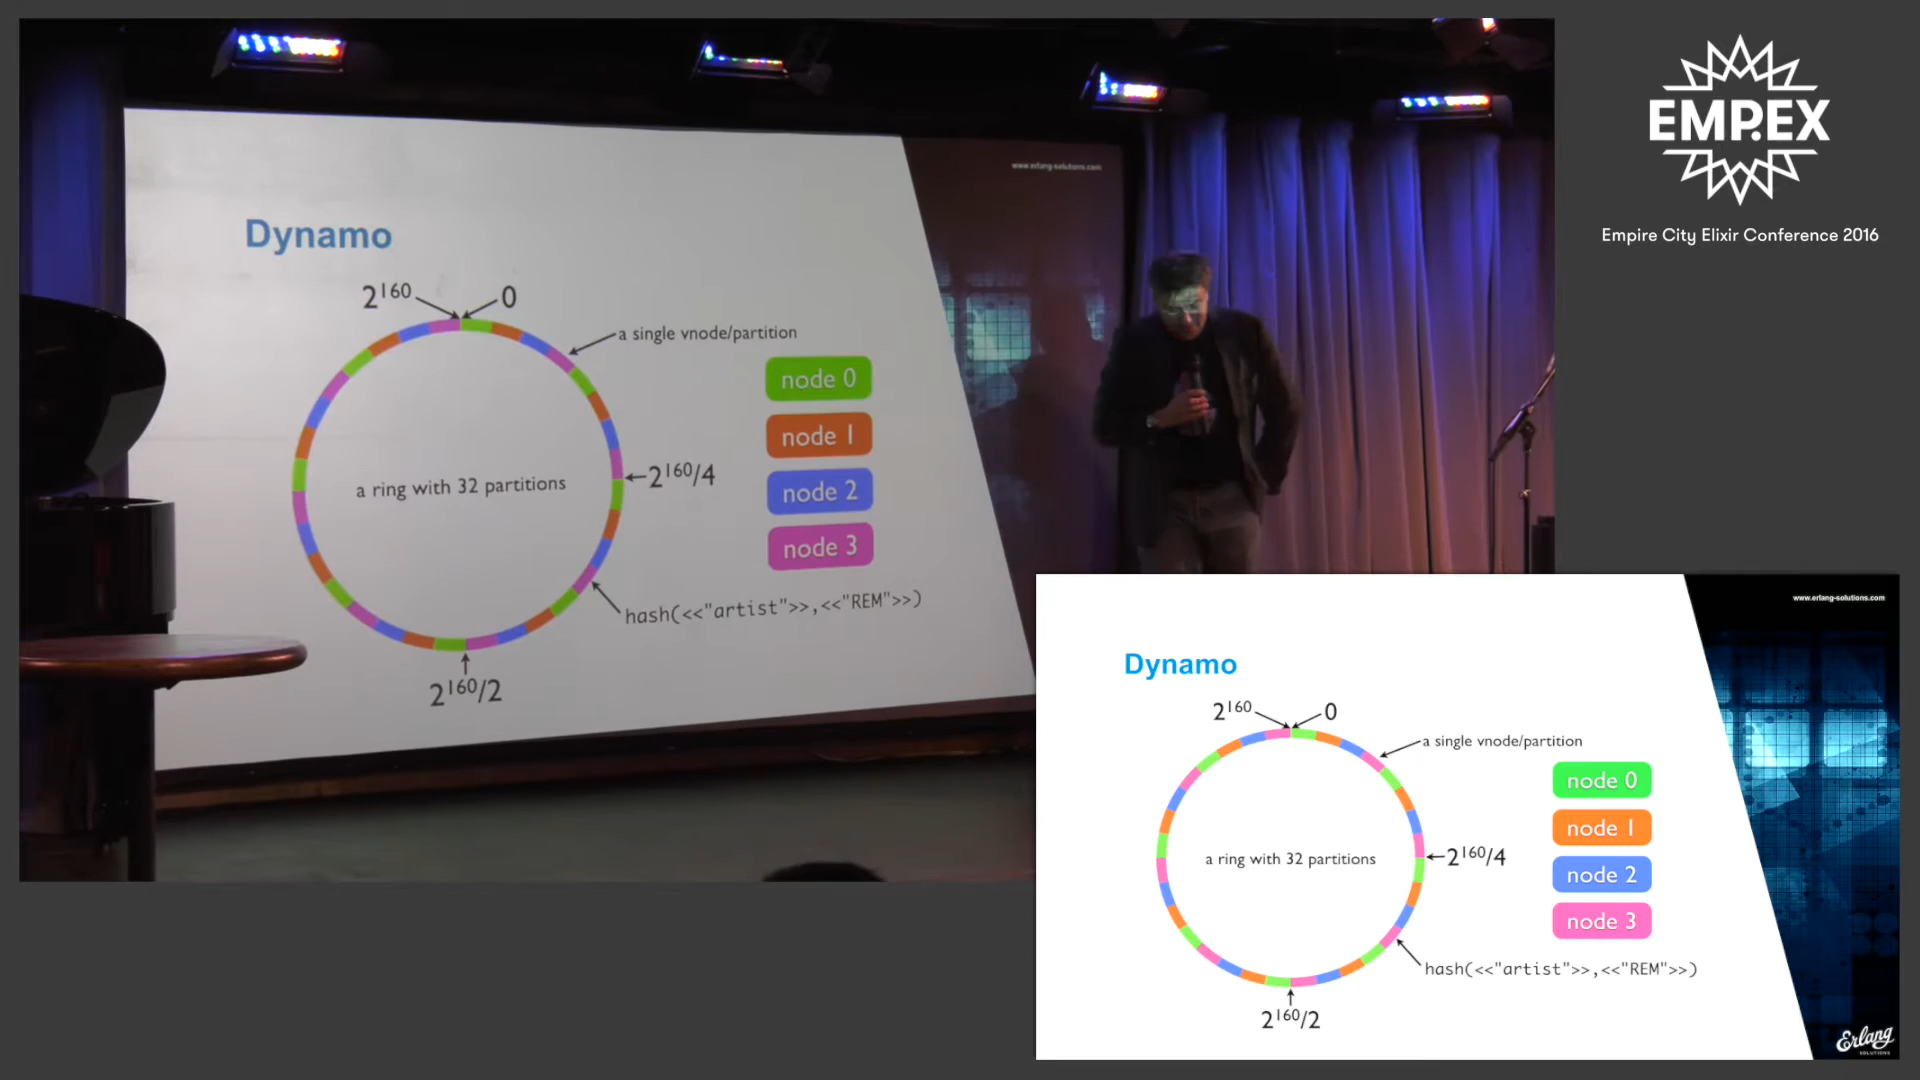 www.erlang-solutions.com
Dynamo
2¹⁶⁰
0
a single vnode/partition
node 0
node 1
2¹⁶⁰/4
a ring with 32 partitions
node 2
node 3
hash(<<"artist">>,<<"REM">>)
2¹⁶⁰/2
EMPEX
Empire City Elixir Conference 2016
www.erlang-solutions.com
Dynamo
2¹⁶⁰
0
a single vnode/partition
node 0
node 1
2¹⁶⁰/4
a ring with 32 partitions
node 2
node 3
hash(<<"artist">>,<<"REM">>)
2¹⁶⁰/2
Erlang
SOLUTIONS